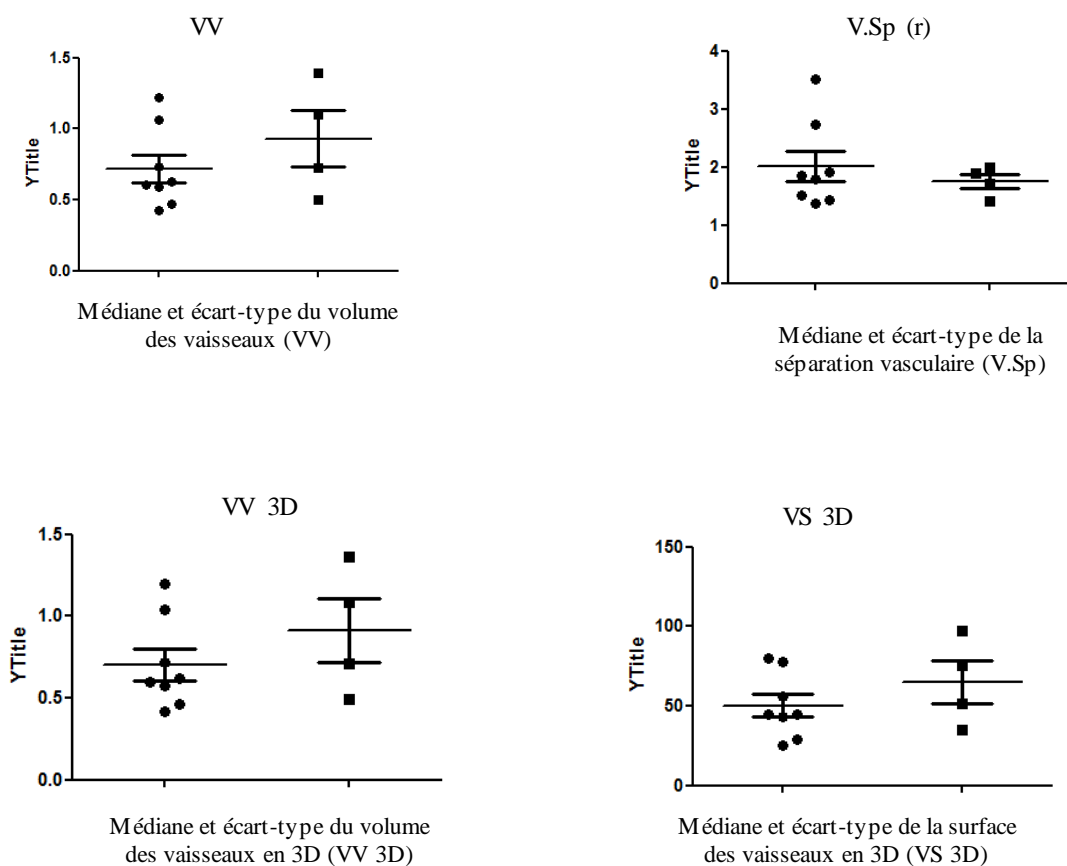 VV
YTitle
1.5
1.0
0.5
0.0
Médiane et écart-type du volume
des vaisseaux (VV)
V.Sp (r)
YTitle
4
3
2
1
0
Médiane et écart-type de la
séparation vasculaire (V.Sp)
VV 3D
YTitle
1.5
1.0
0.5
0.0
Médiane et écart-type du volume
des vaisseaux en 3D (VV 3D)
VS 3D
YTitle
150
100
50
0
Médiane et écart-type de la surface
des vaisseaux en 3D (VS 3D)